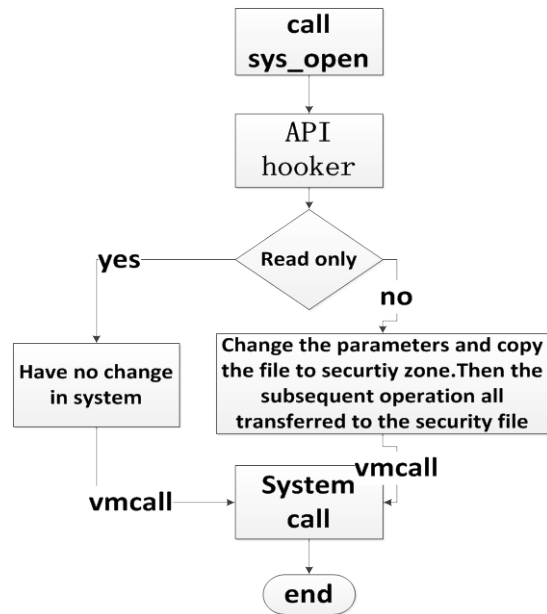 call
sys_open
API
hooker
Read only
yes
no
Have no change
in system
Change the parameters and copy
the file to securtiy zone.Then the
subsequent operation all
transferred to the security file
vmcall
vmcall
System
call
end